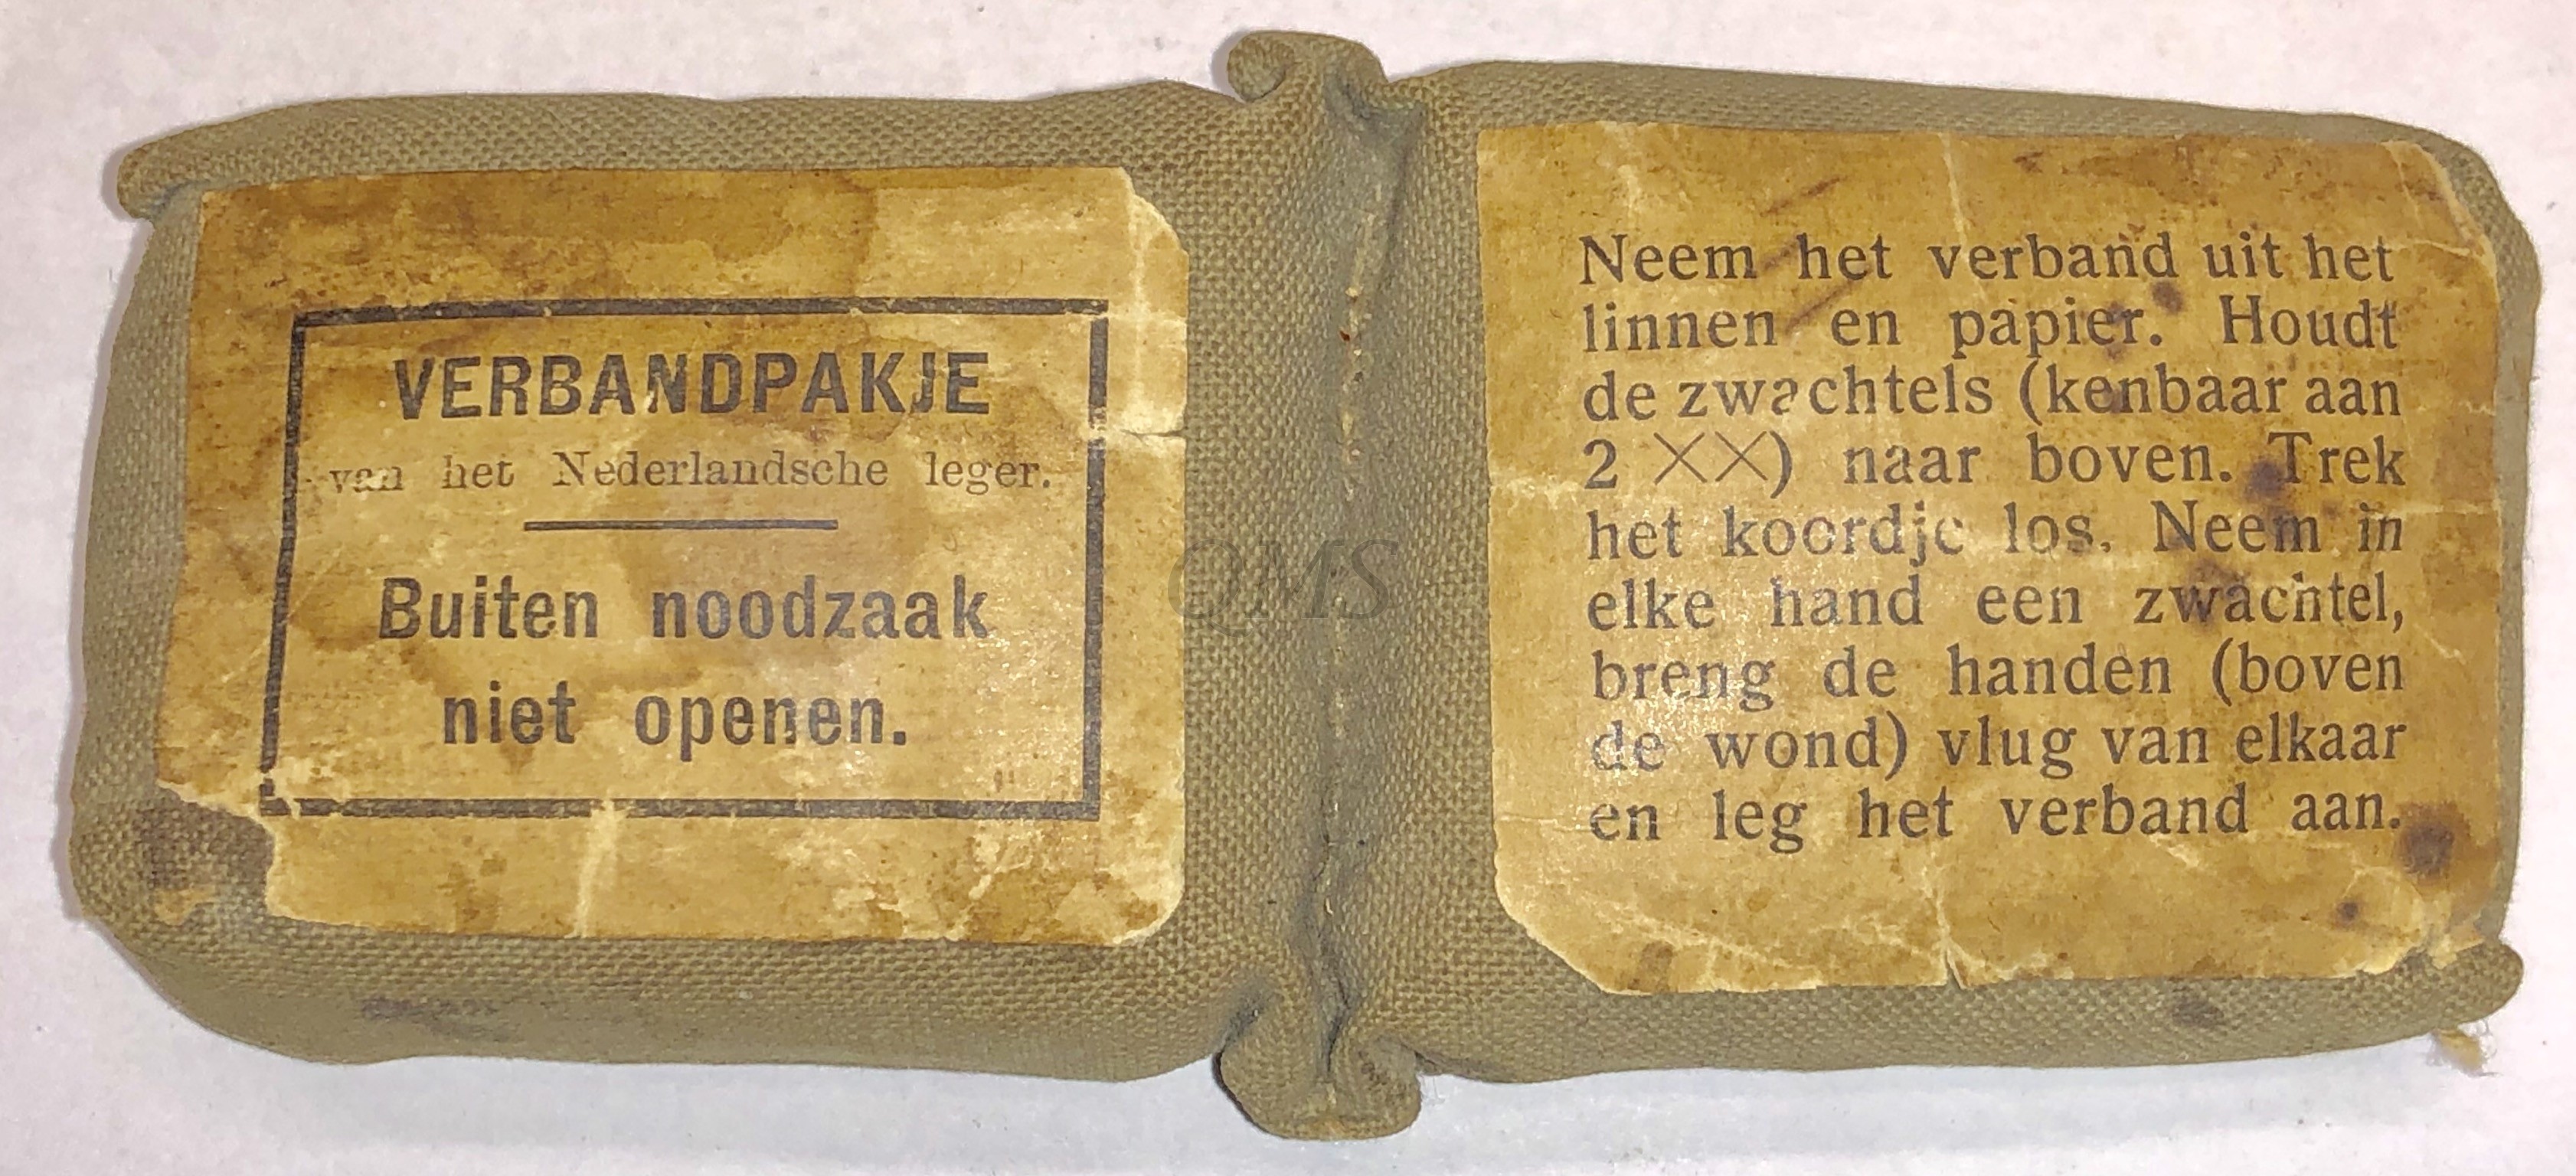 VERBANDPAKJE
van het Nederlandsche leger.
Buiten noodzaak
niet openen.
Neem het verband uit het
linnen en papier. Houdt
de zwachtels (kenbaar aan
2 XX) naar boven. Trek
het koordje los. Neem in
elke hand een zwachtel,
breng de handen (boven
de wond) vlug van elkaar
en leg het verband aan.
QMS